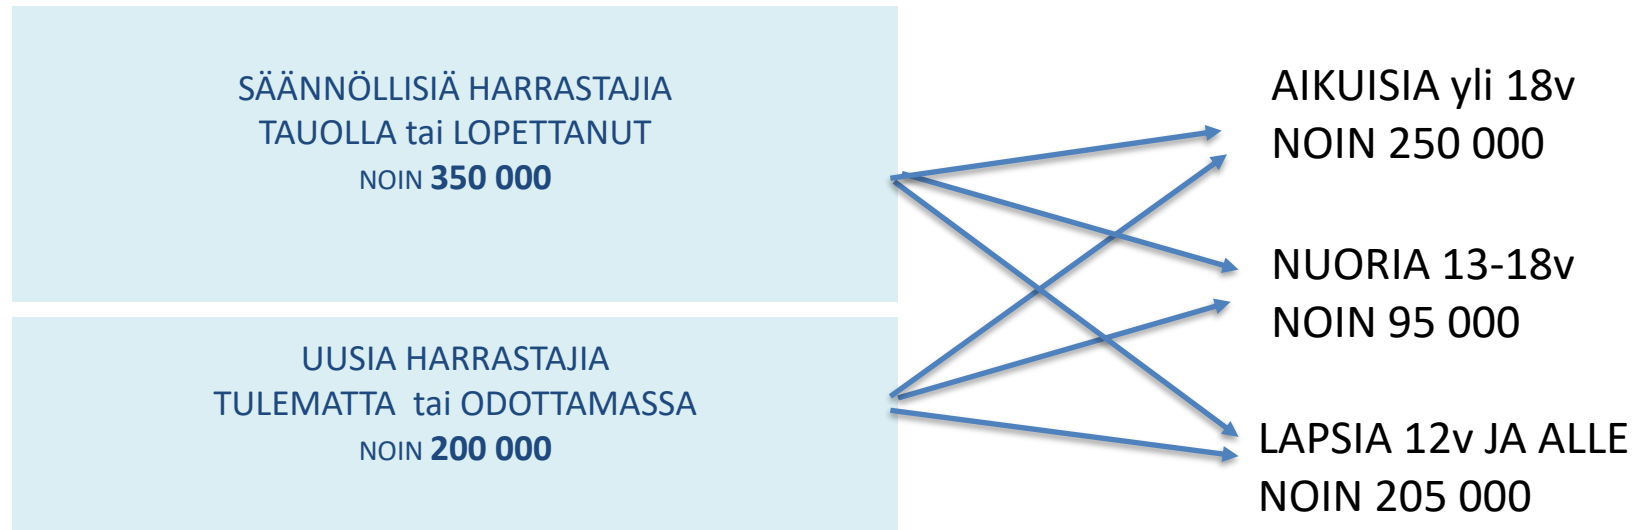 SÄÄNNÖLLISIÄ HARRASTAJIA
TAUOLLA tai LOPETTANUT
NOIN 350 000
UUSIA HARRASTAJIA
TULEMATTA tai ODOTTAMASSA
NOIN 200 000
AIKUISIA yli 18v
NOIN 250 000
NUORIA 13-18v
NOIN 95 000
LAPSIA 12v JA ALLE
NOIN 205 000